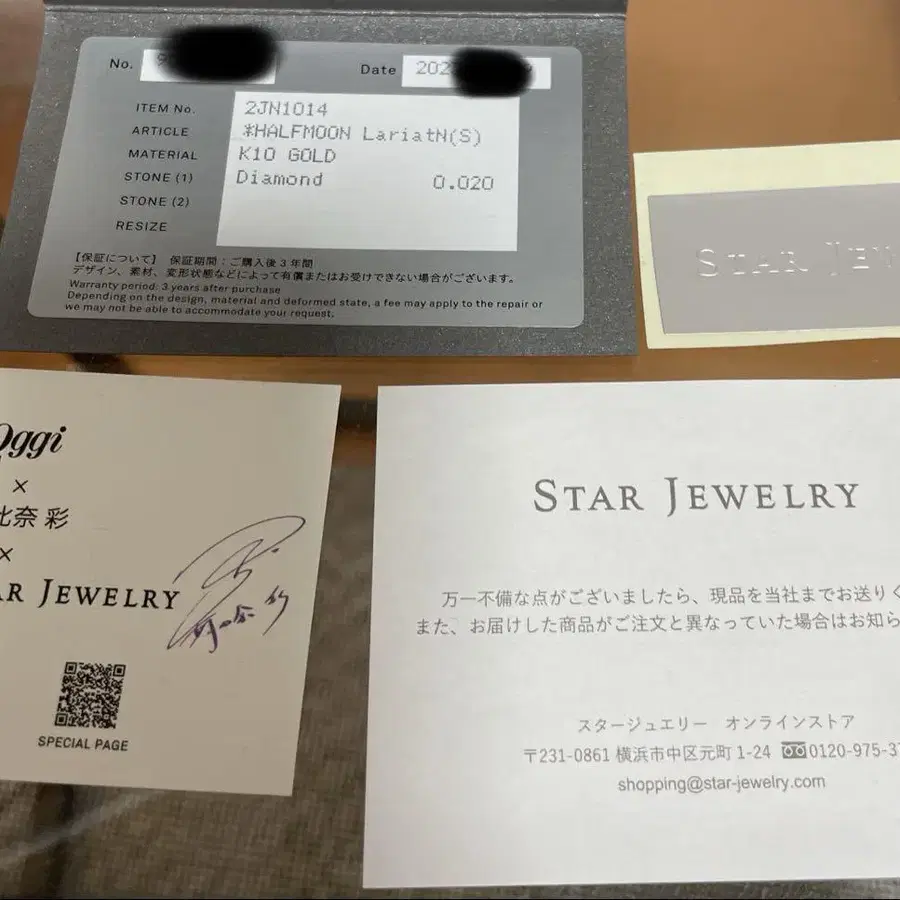 No.
Date 202
ITEM No. 2JN1014
ARTICLE *HALFMOON LariatN(S)
MATERIAL K10 GOLD
STONE (1) Diamond 0.020
STONE (2)
RESIZE
【保証について】 保証期間：ご購入後3年間
デザイン、素材、変形状態などによって有償またはお受けできない場合がございます。
Warranty period: 3 years after purchase
Depending on the design, material and deformed state, a fee may apply to the repair or
we may not be able to accommodate your request.
STAR JEW
Oggi
×
比奈 彩
×
AR JEWELRY
SPECIAL PAGE
STAR JEWELRY
万一不備な点がございましたら、現品を当社までお送りく
また、お届けした商品がご注文と異なっていた場合はお知ら
スタージュエリー オンラインストア
〒231-0861 横浜市中区元町 1-24 0120-975-3
shopping@star-jewelry.com